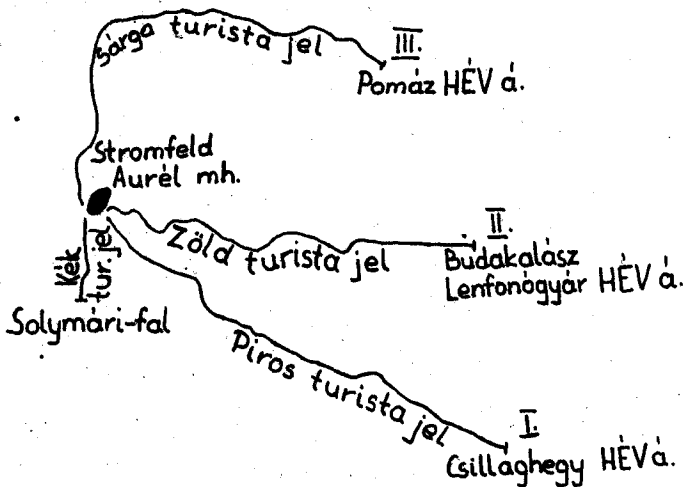 Sárga turista jel
III.
Pomáz HÉV á.
Stromfeld
Aurél mh.
Kék
tur. jel
Solymári-fal
Zöld turista jel
II.
Budakalász
Lenfonógyár HÉV á.
Piros turista jel
I.
Csillaghegy HÉV á.